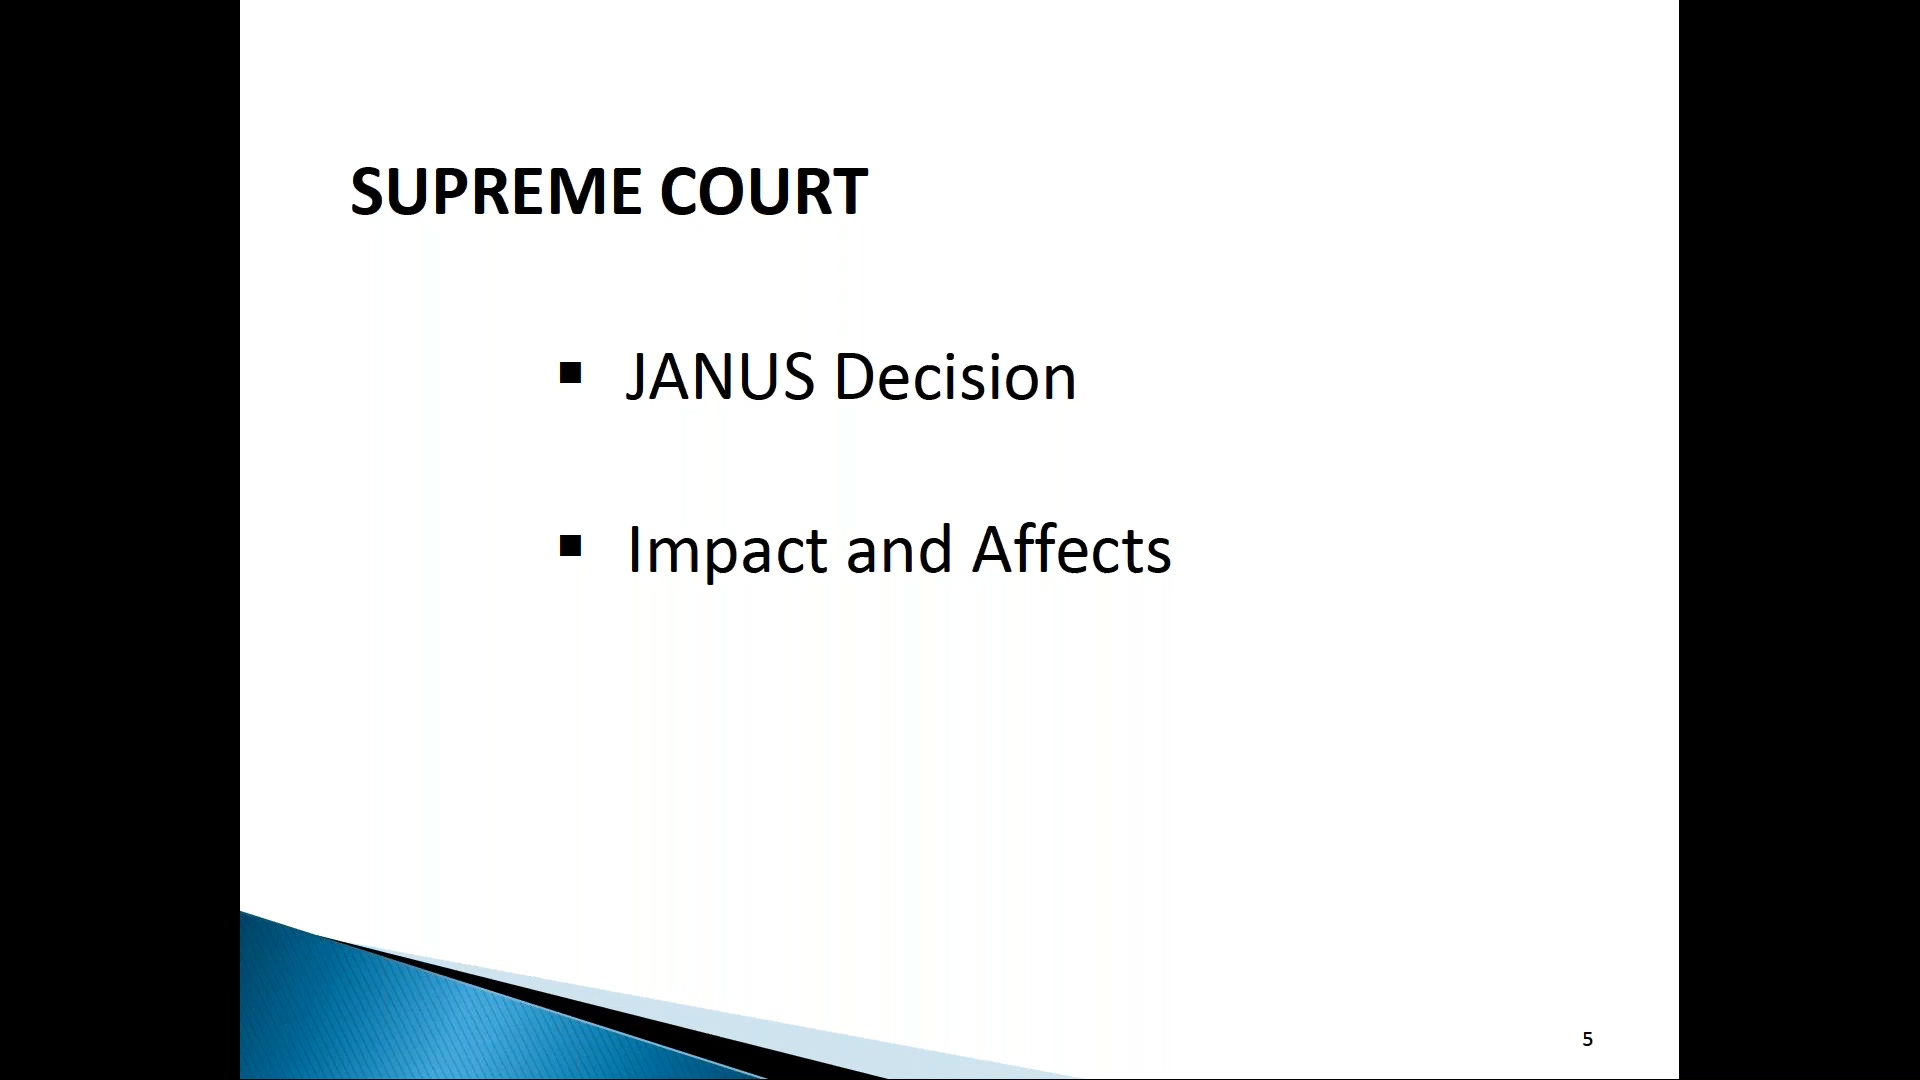 SUPREME COURT
▪ JANUS Decision
▪ Impact and Affects
5